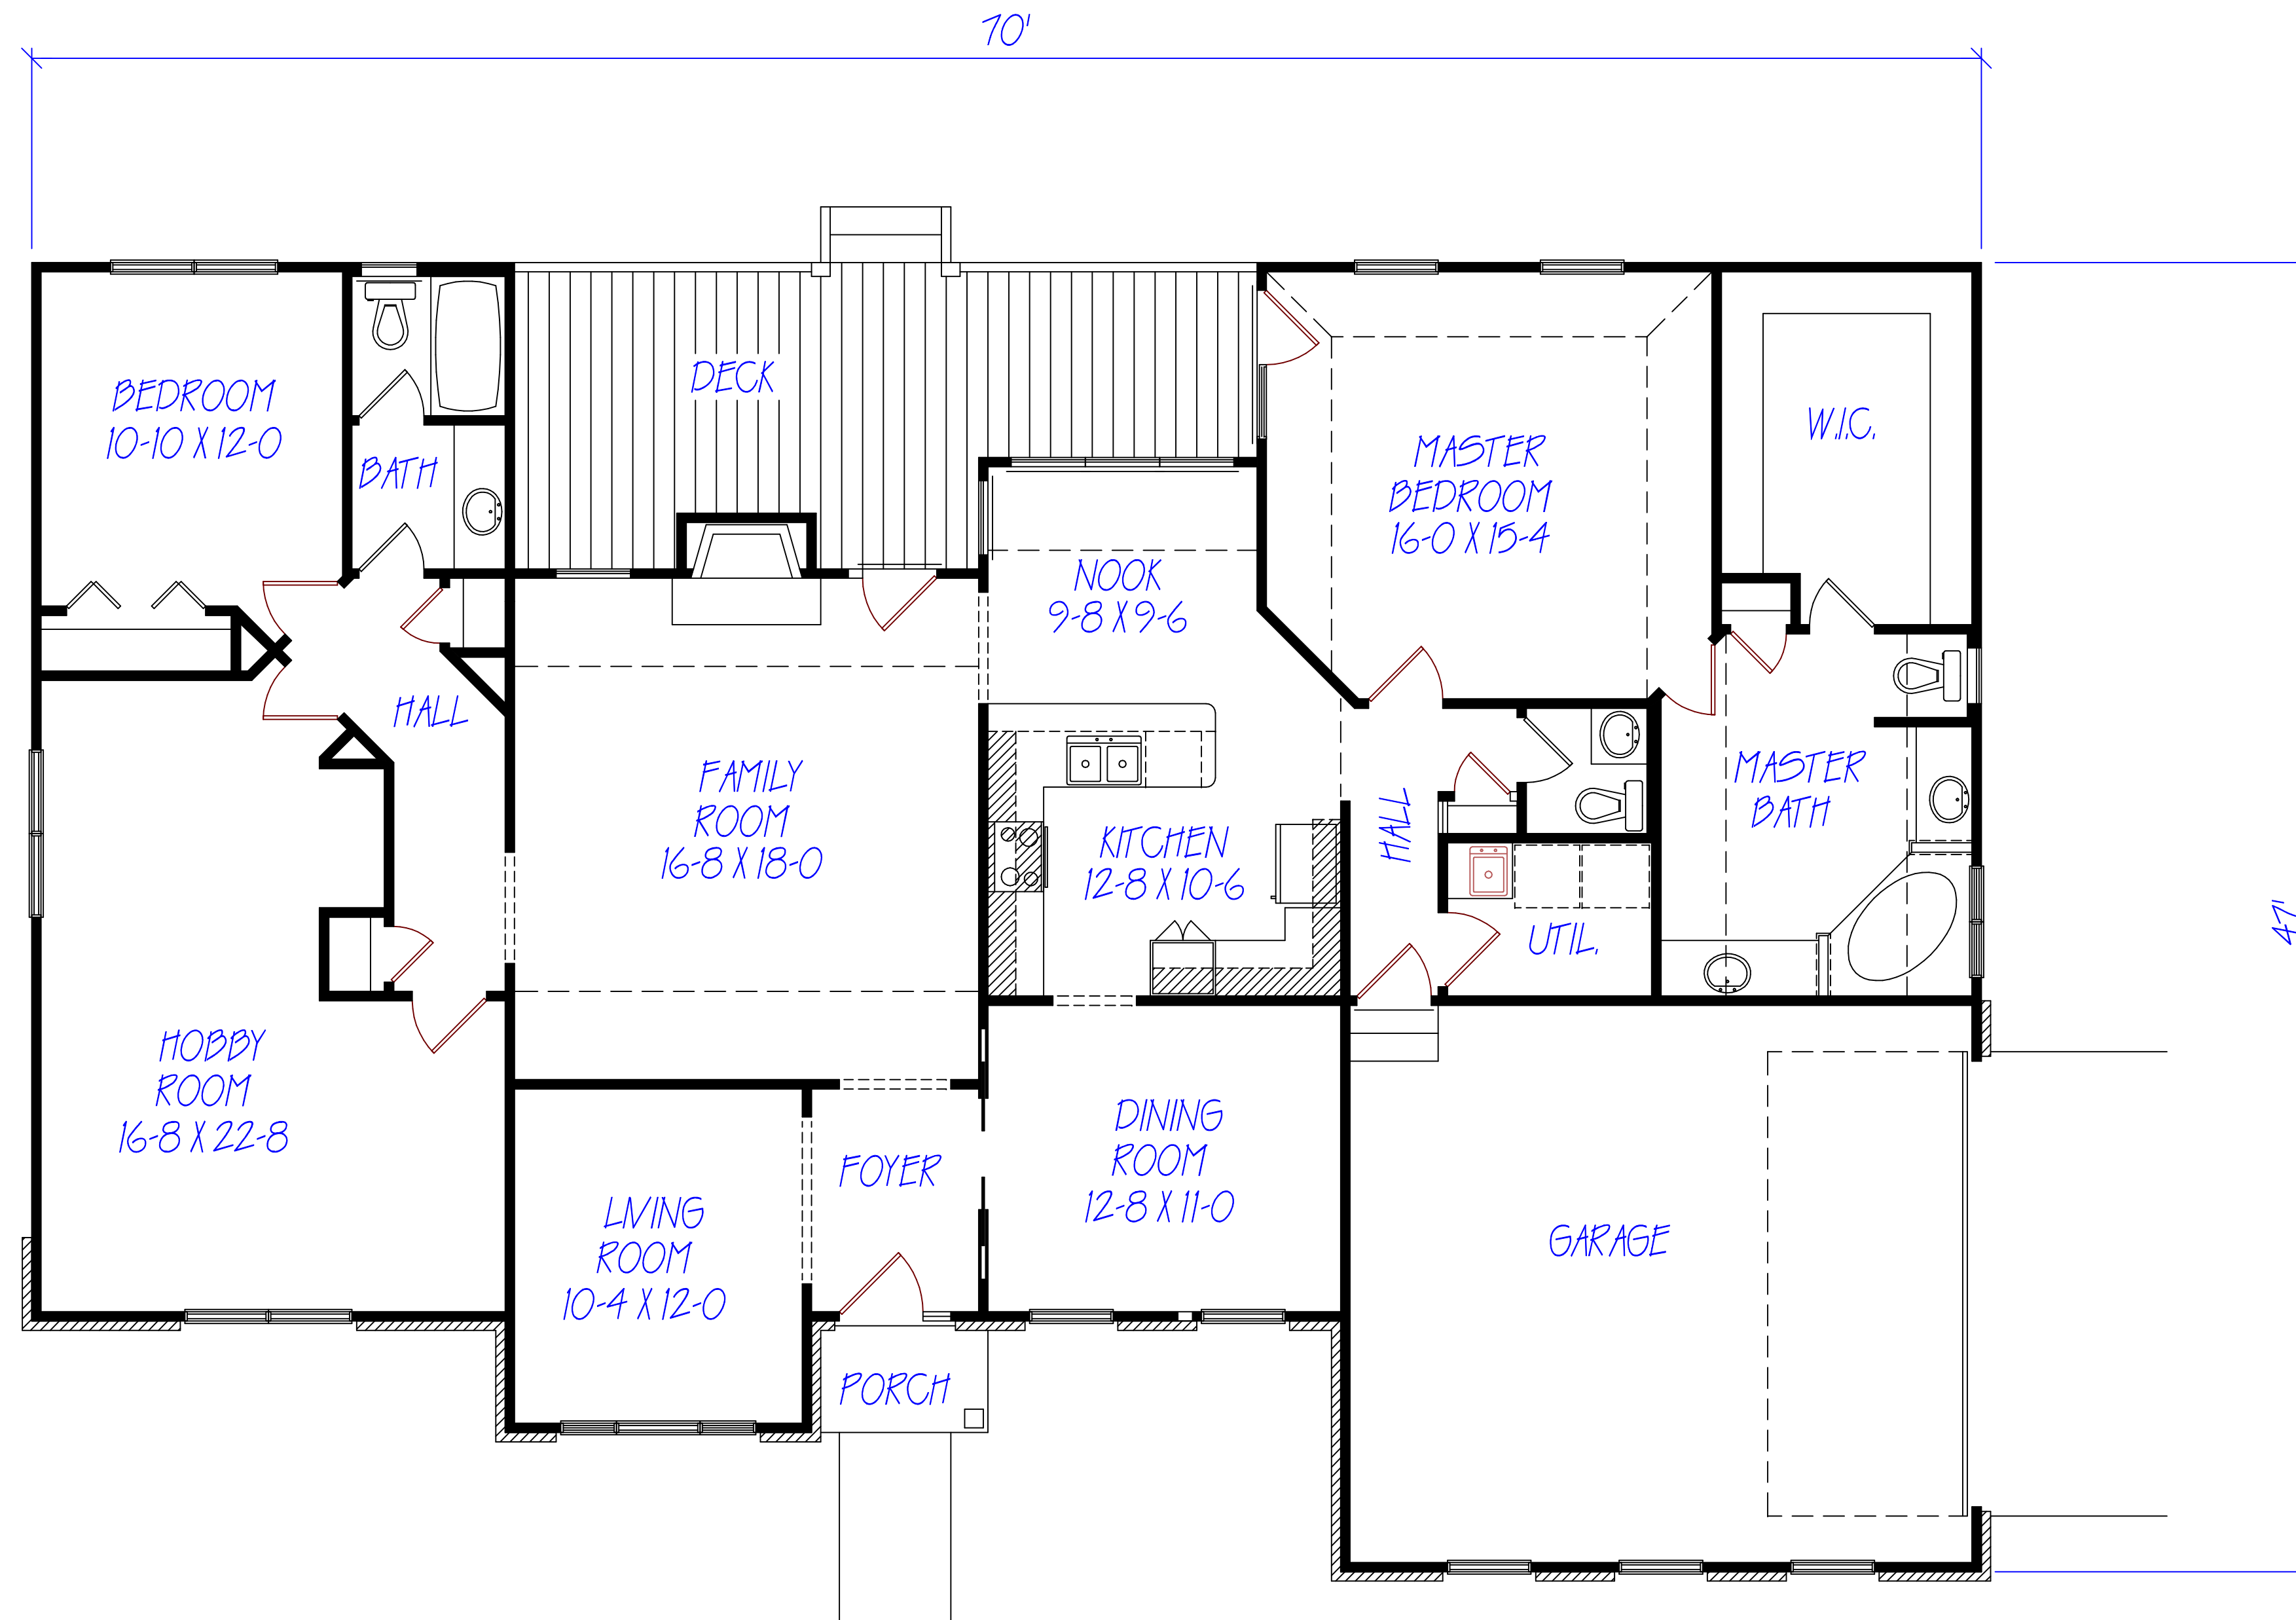 70'
BEDROOM
10-10 X 12-0
BATH
DECK
MASTER
BEDROOM
16-0 X 15-4
W.I.C.
NOOK
9-8 X 9-6
HALL
FAMILY
ROOM
16-8 X 18-0
KITCHEN
12-8 X 10-6
HALL
MASTER
BATH
UTIL.
47'
HOBBY
ROOM
16-8 X 22-8
LIVING
ROOM
10-4 X 12-0
FOYER
DINING
ROOM
12-8 X 11-0
GARAGE
PORCH